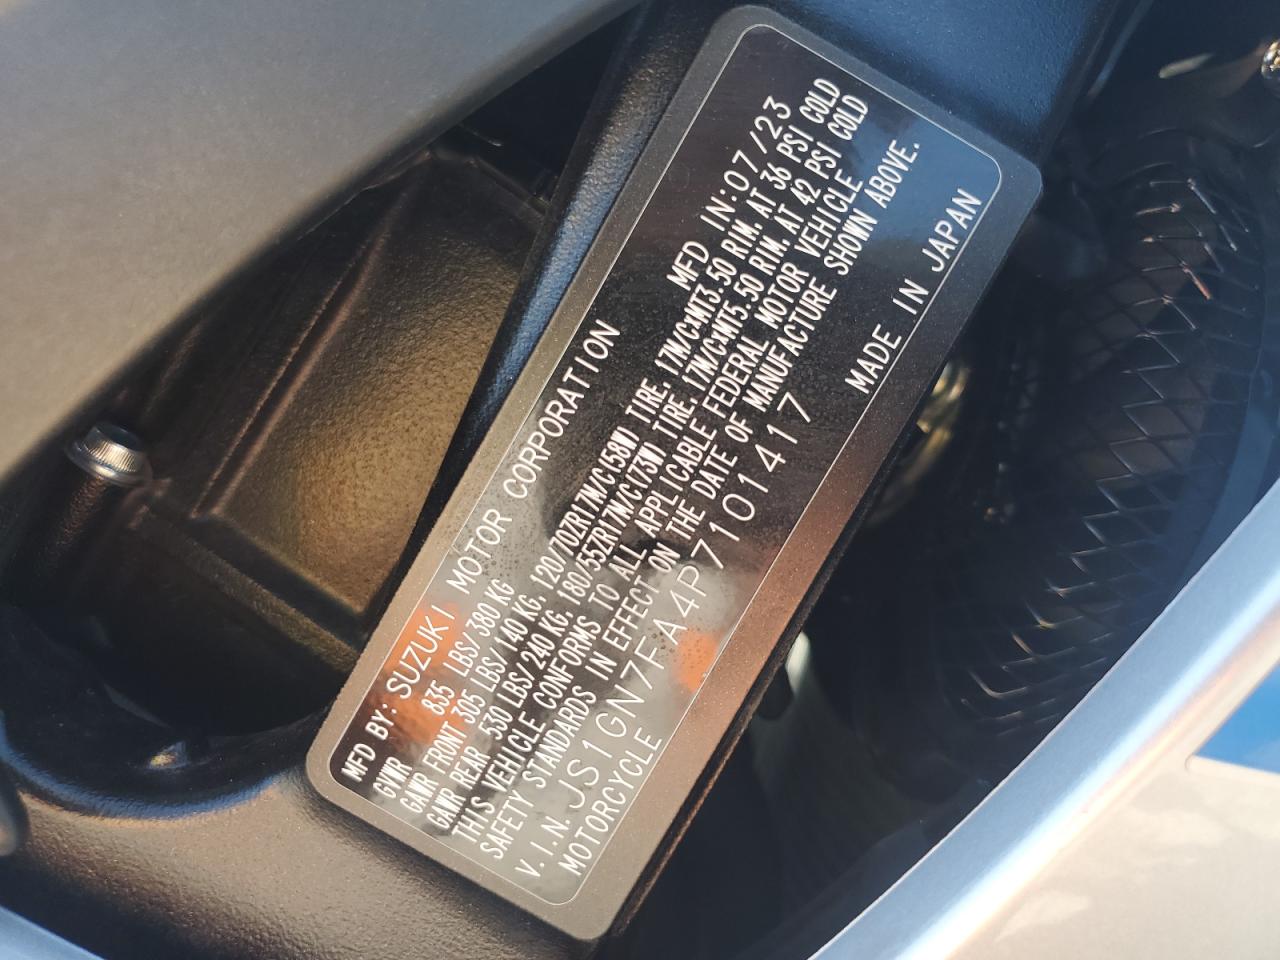 MFD BY: SUZUKI MOTOR CORPORATION MFD IN:07/23
GVWR 835 LBS/ 380 KG
GAWR FRONT 305 LBS/ 140 KG, 120/70ZR17M/C(58W) TIRE, 17M/C×MT3.50 RIM. AT 36 PSI COLD
GAWR REAR 530 LBS/ 240 KG, 180/55ZR17M/C(73W) TIRE, 17M/C×MT5.50 RIM. AT 42 PSI COLD
THIS VEHICLE CONFORMS TO ALL APPLICABLE FEDERAL MOTOR VEHICLE
SAFETY STANDARDS IN EFFECT ON THE DATE OF MANUFACTURE SHOWN ABOVE.
V.I.N. JS1GN7FA4P7101417
MOTORCYCLE MADE IN JAPAN